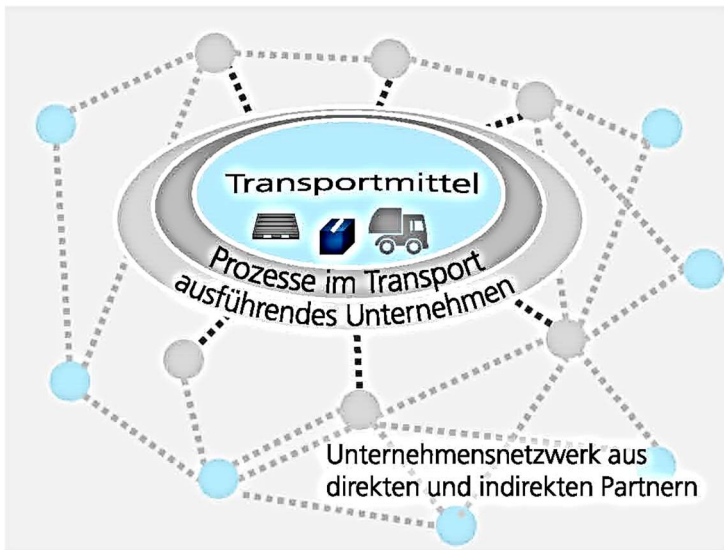 Transportmittel
Prozesse im Transport
ausführendes Unternehmen
Unternehmensnetzwerk aus
direkten und indirekten Partnern